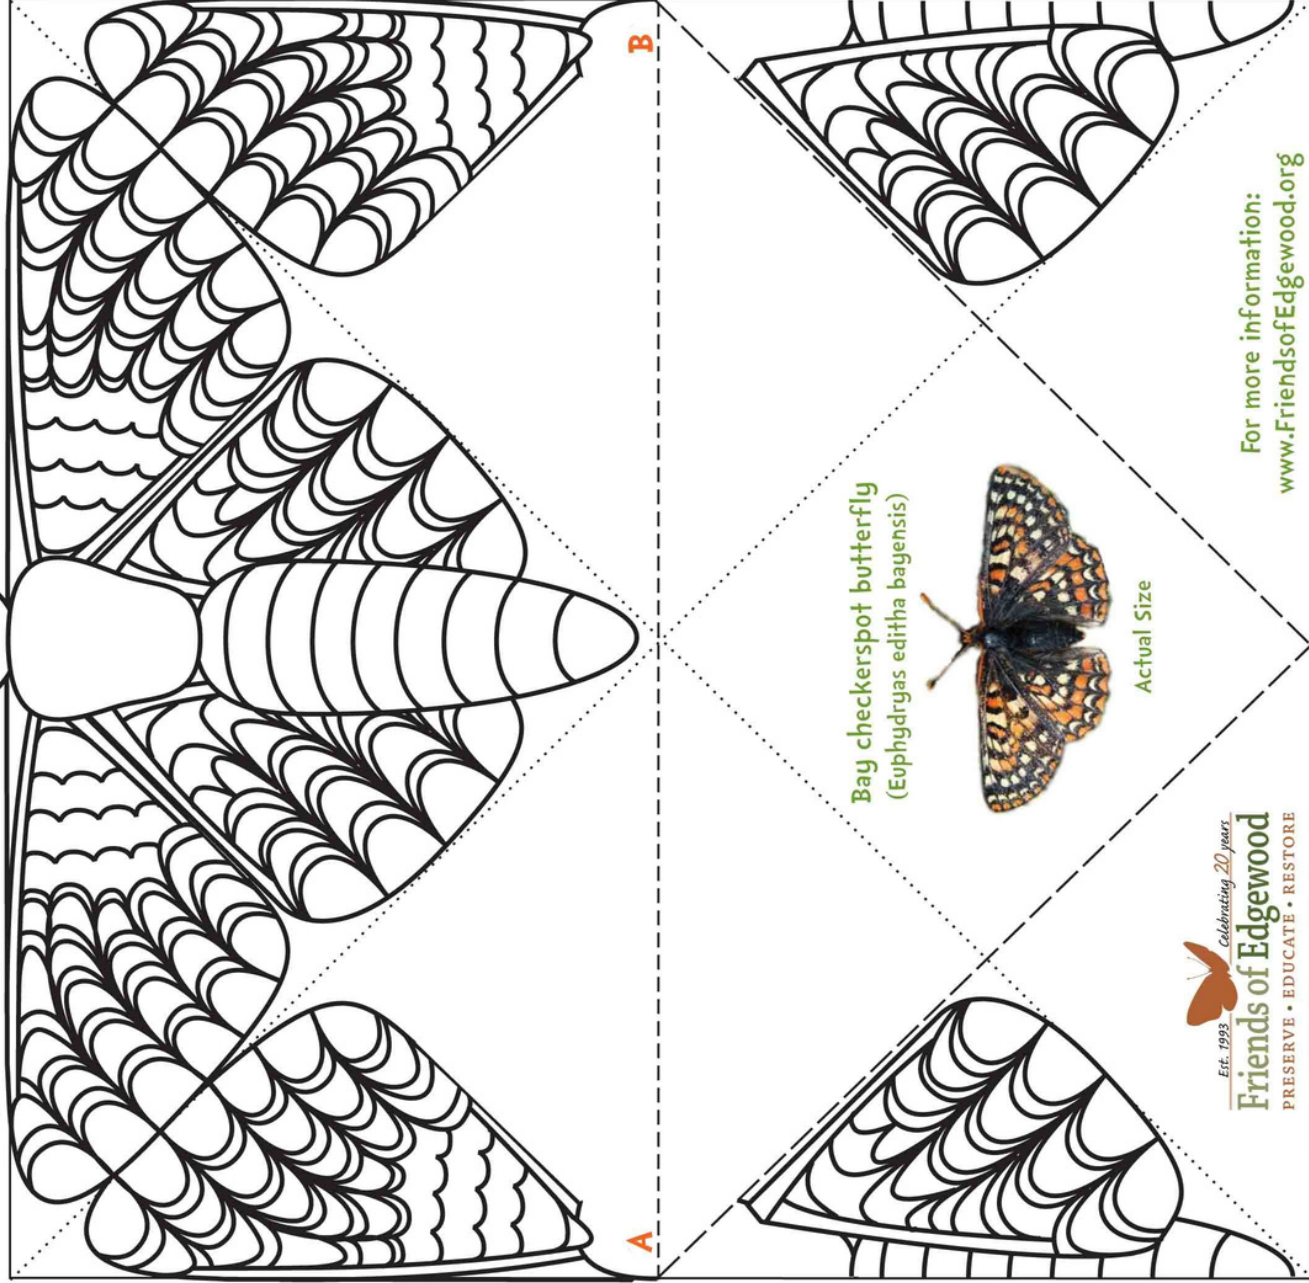 B
A
Bay checkerspot butterfly
(Euphydryas editha bayensis)
Actual Size
For more information:
www.FriendsofEdgewood.org
Est. 1993 Celebrating 20 years
Friends of Edgewood
PRESERVE • EDUCATE • RESTORE